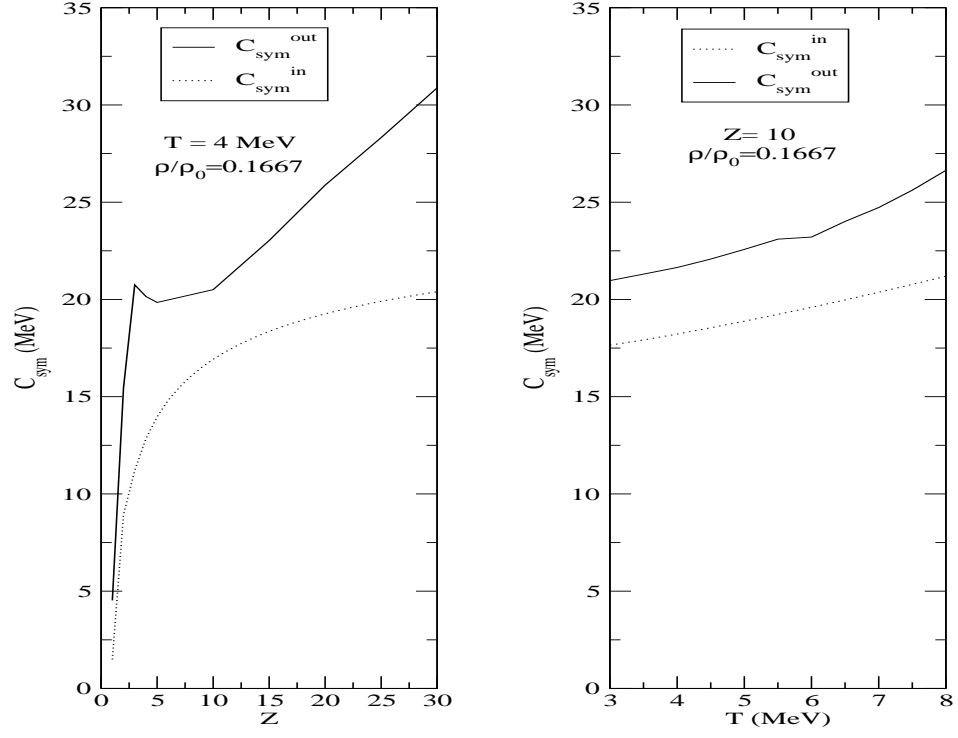 35
30
25
20
15
10
5
0
C_sym (MeV)
C_sym^out
C_sym^in
T = 4 MeV
ρ/ρ_0=0.1667
0 5 10 15 20 25 30
Z
35
30
25
20
15
10
5
0
C_sym (MeV)
C_sym^in
C_sym^out
Z= 10
ρ/ρ_0=0.1667
3 4 5 6 7 8
T (MeV)